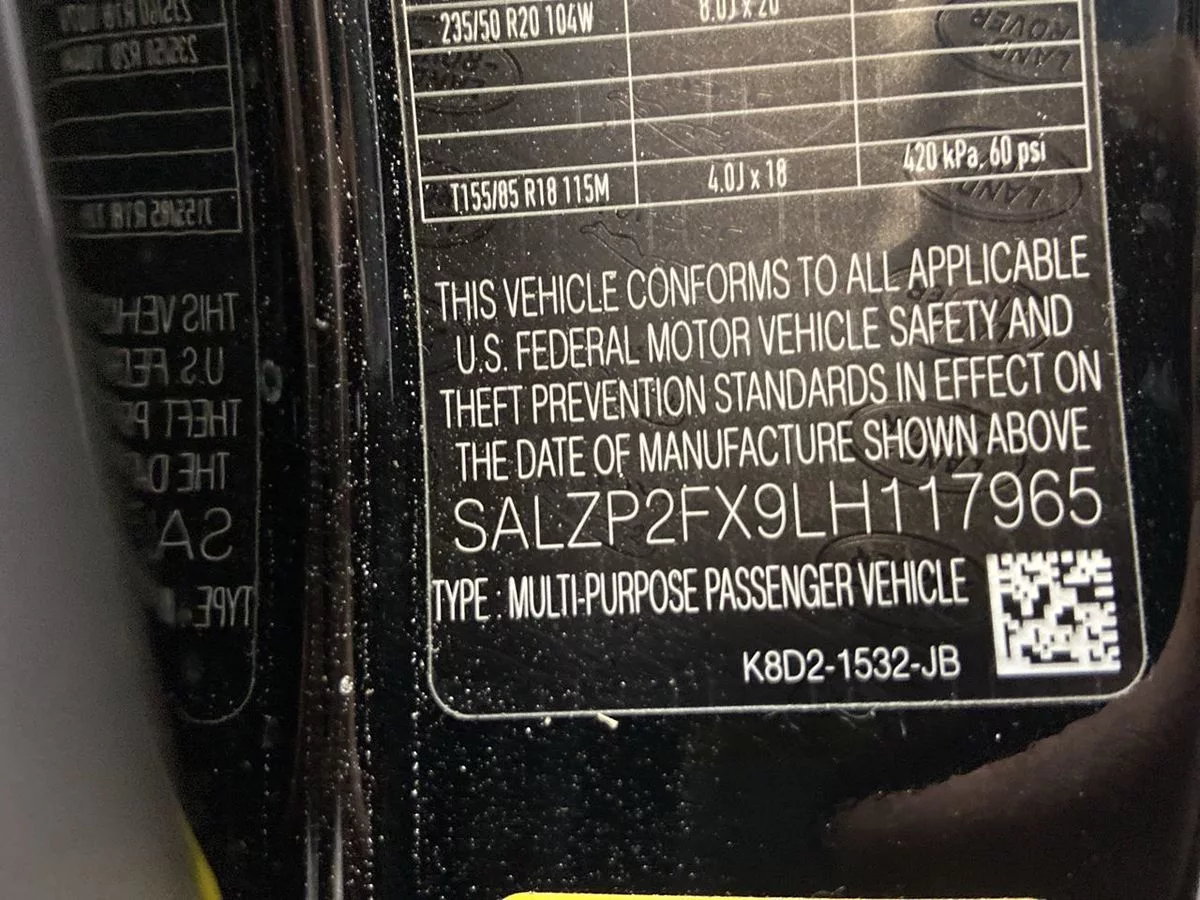 235/50 R20 104W 8.0J x 20
T155/85 R18 115M 4.0J x 18 420 kPa, 60 psi
THIS VEHICLE CONFORMS TO ALL APPLICABLE
U.S. FEDERAL MOTOR VEHICLE SAFETY AND
THEFT PREVENTION STANDARDS IN EFFECT ON
THE DATE OF MANUFACTURE SHOWN ABOVE
SALZP2FX9LH117965
TYPE : MULTI-PURPOSE PASSENGER VEHICLE
K8D2-1532-JB